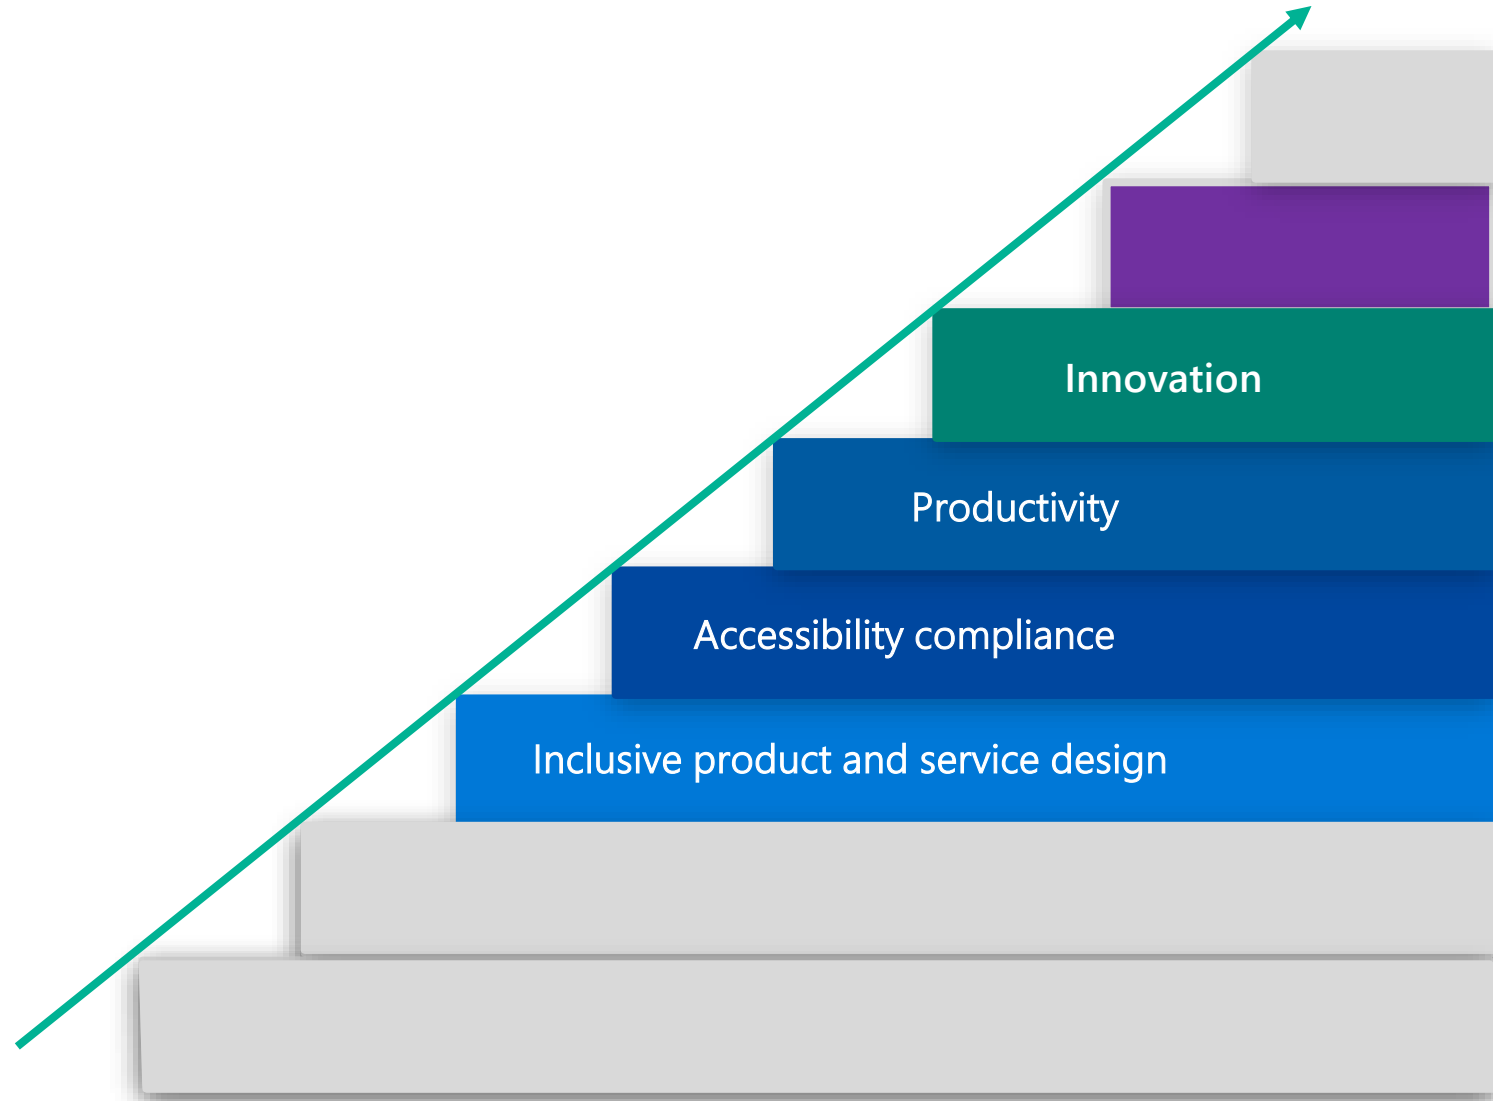 Innovation
Productivity
Accessibility compliance
Inclusive product and service design